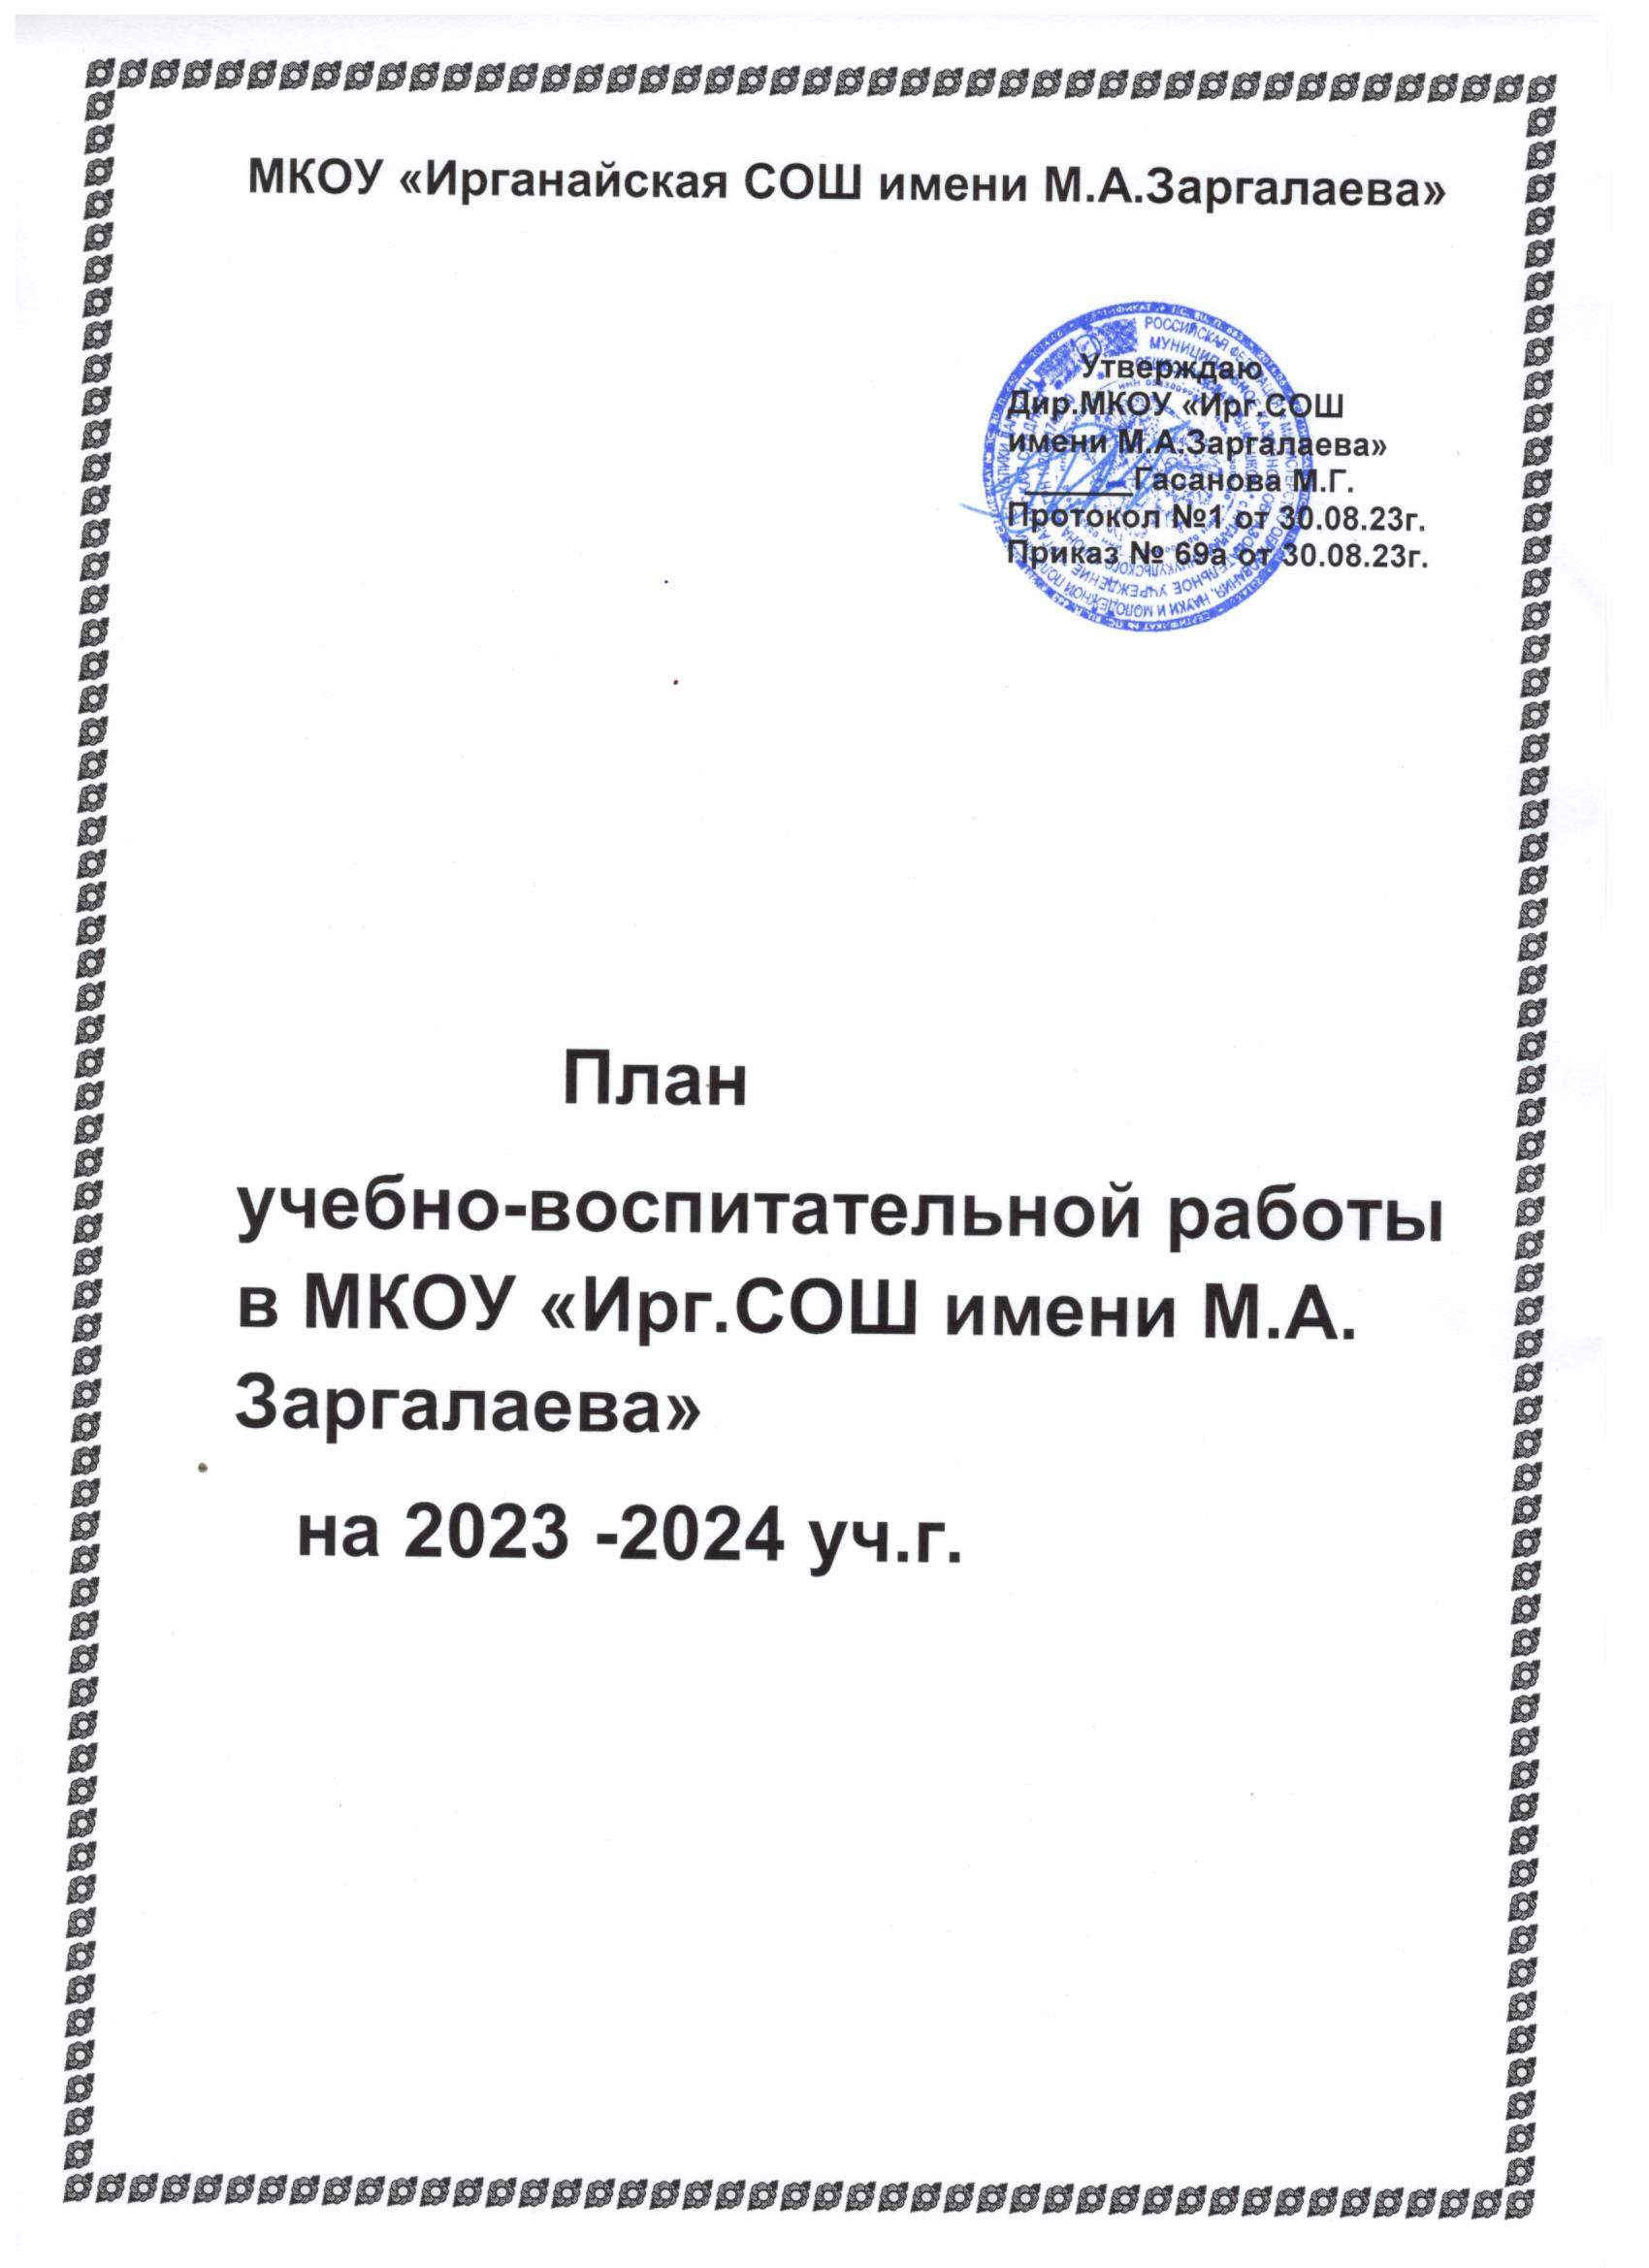 МКОУ «Ирганайская СОШ имени М.А.Заргалаева»
Утверждаю
Дир.МКОУ «Ирг.СОШ
имени М.А.Заргалаева»
______Гасанова М.Г.
Протокол №1 от 30.08.23г.
Приказ № 69а от 30.08.23г.
План
учебно-воспитательной работы
в МКОУ «Ирг.СОШ имени М.А.
Заргалаева»
на 2023 -2024 уч.г.